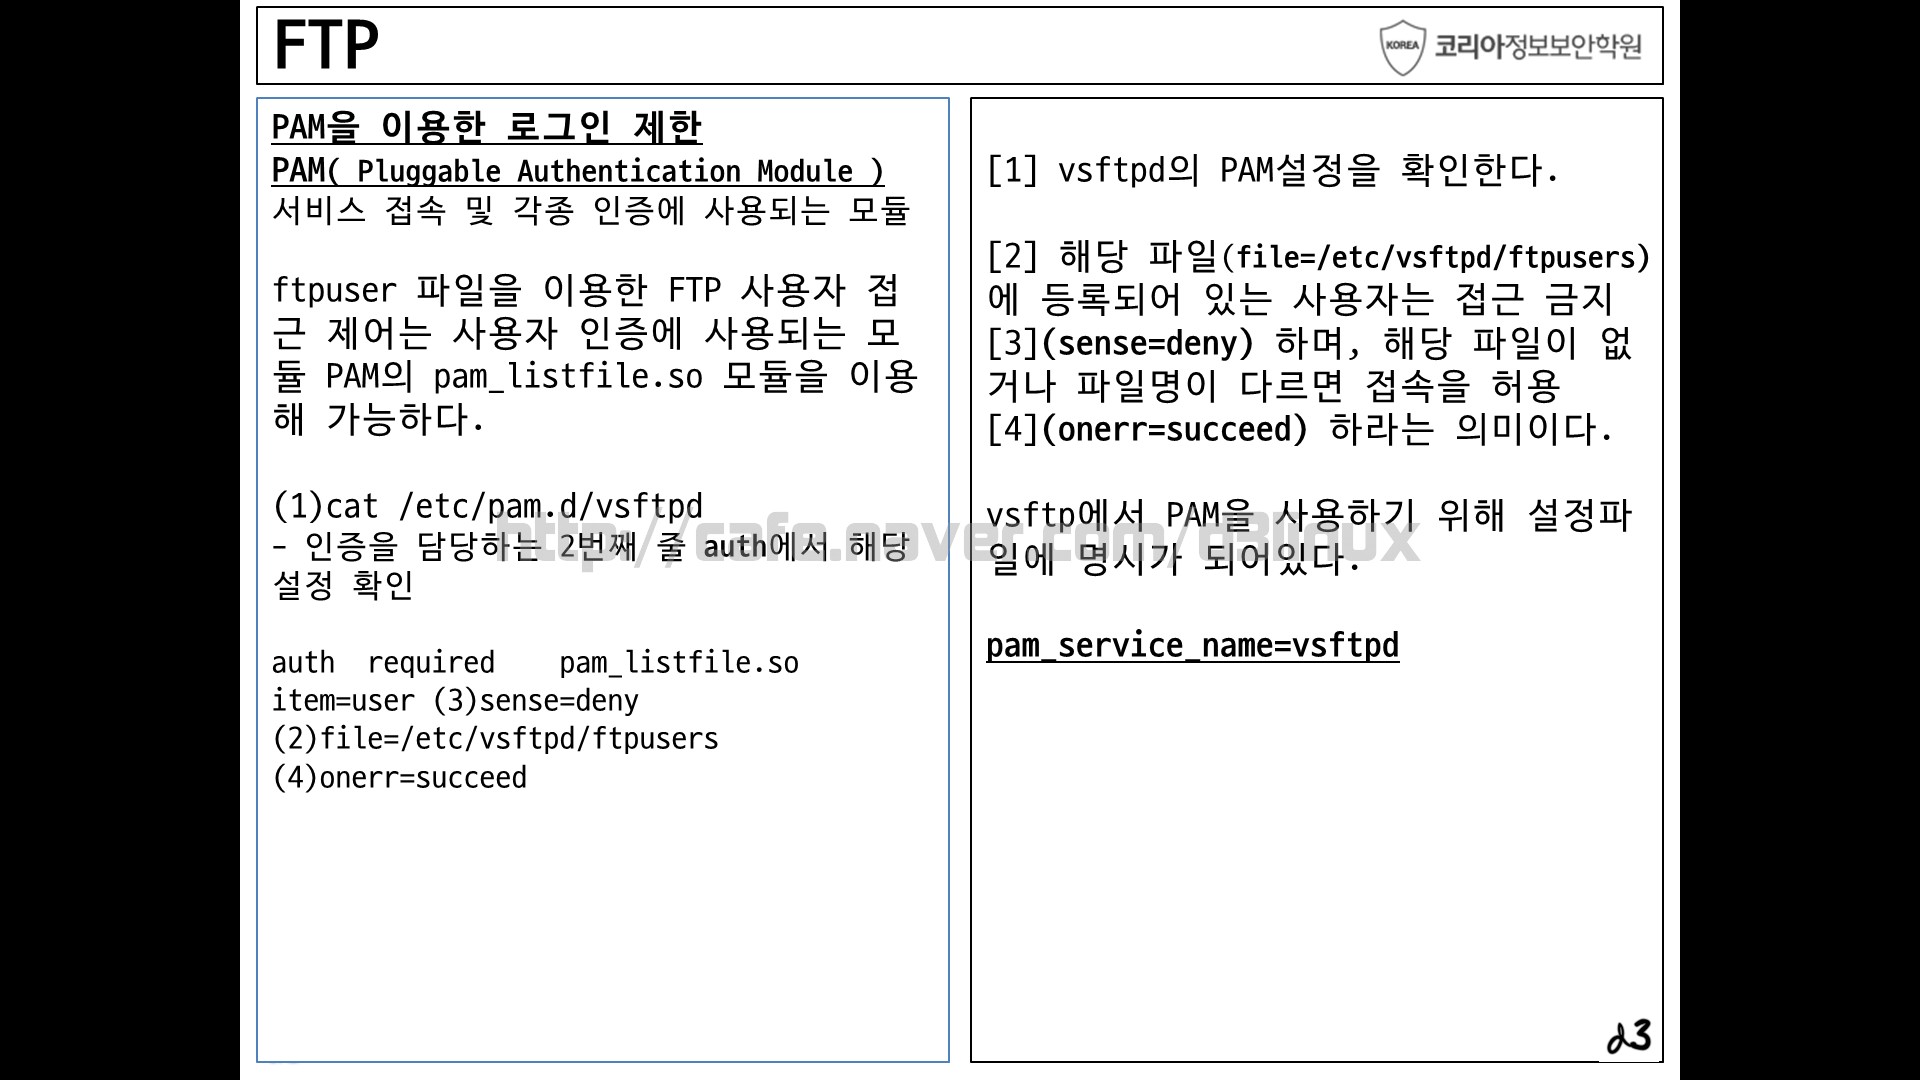 FTP
KOREA 코리아정보보안학원
PAM을 이용한 로그인 제한
PAM( Pluggable Authentication Module )
서비스 접속 및 각종 인증에 사용되는 모듈
ftpuser 파일을 이용한 FTP 사용자 접
근 제어는 사용자 인증에 사용되는 모
듈 PAM의 pam_listfile.so 모듈을 이용
해 가능하다.
(1)cat /etc/pam.d/vsftpd
- 인증을 담당하는 2번째 줄 auth에서 해당
설정 확인
auth required pam_listfile.so
item=user (3)sense=deny
(2)file=/etc/vsftpd/ftpusers
(4)onerr=succeed
[1] vsftpd의 PAM설정을 확인한다.
[2] 해당 파일(file=/etc/vsftpd/ftpusers)
에 등록되어 있는 사용자는 접근 금지
[3](sense=deny) 하며, 해당 파일이 없
거나 파일명이 다르면 접속을 허용
[4](onerr=succeed) 하라는 의미이다.
vsftp에서 PAM을 사용하기 위해 설정파
일에 명시가 되어있다.
pam_service_name=vsftpd
http://cafe.naver.com/d3linux
d3